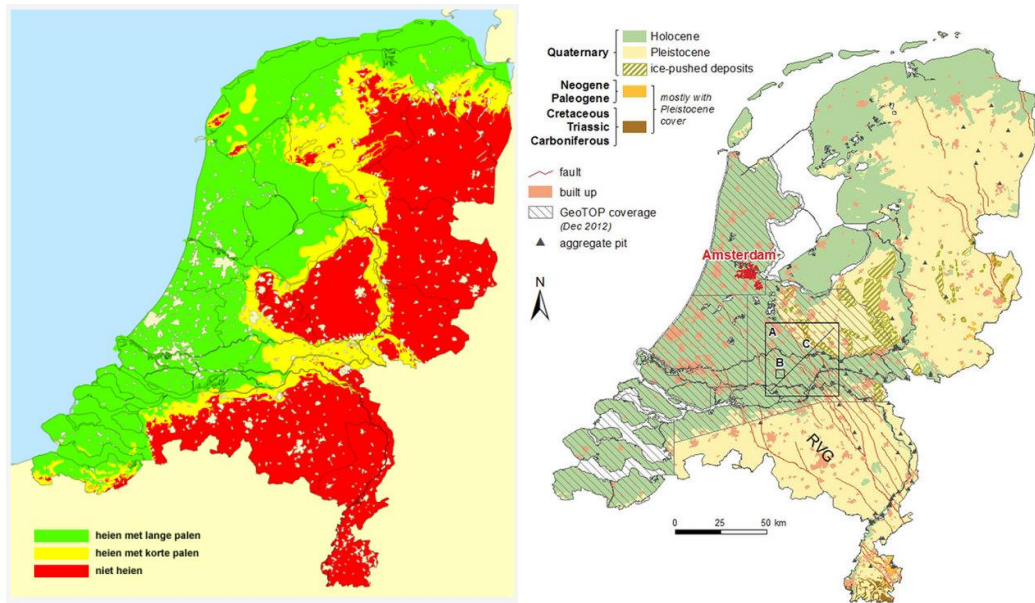 heien met lange palen
heien met korte palen
niet heien
Quaternary
Holocene
Pleistocene
ice-pushed deposits
Neogene
Paleogene
Cretaceous
Triassic
Carboniferous
mostly with
Pleistocene
cover
fault
built up
GeoTOP coverage
(Dec 2012)
aggregate pit
N
Amsterdam
A
C
B
RVG
0 25 50 km